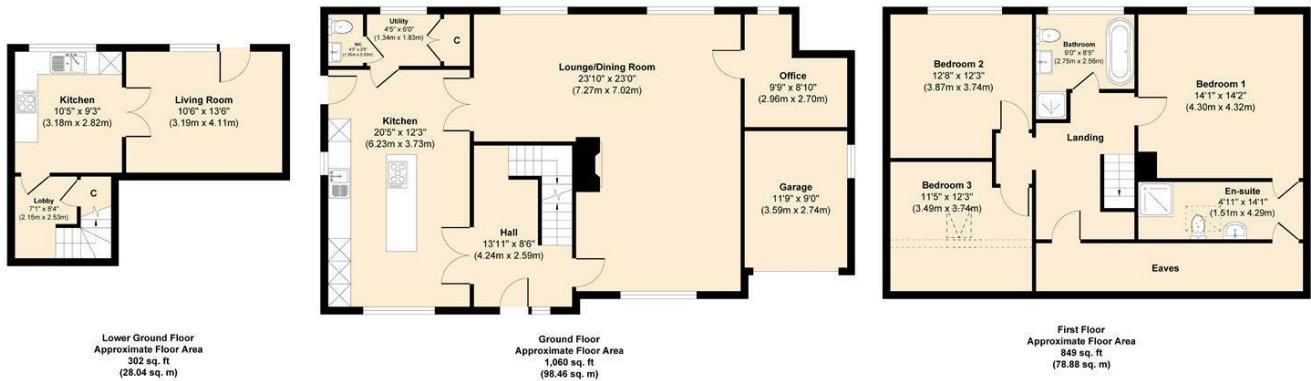 Kitchen
10'5" x 9'3"
(3.18m x 2.82m)
Living Room
10'6" x 13'6"
(3.19m x 4.11m)
Lobby
7'1" x 8'4"
(2.15m x 2.53m)
C
Lower Ground Floor
Approximate Floor Area
302 sq. ft
(28.04 sq. m)
WC
Utility
4'5" x 6'0"
(1.34m x 1.83m)
C
Lounge/Dining Room
23'10" x 23'0"
(7.27m x 7.02m)
Office
9'9" x 8'10"
(2.96m x 2.70m)
Kitchen
20'5" x 12'3"
(6.23m x 3.73m)
Hall
13'11" x 8'6"
(4.24m x 2.59m)
Garage
11'9" x 9'0"
(3.59m x 2.74m)
Ground Floor
Approximate Floor Area
1,060 sq. ft
(98.46 sq. m)
Bedroom 2
12'8" x 12'3"
(3.87m x 3.74m)
Bathroom
9'0" x 8'5"
(2.75m x 2.56m)
Bedroom 1
14'1" x 14'2"
(4.30m x 4.32m)
Landing
Bedroom 3
11'5" x 12'3"
(3.49m x 3.74m)
En-suite
4'11" x 14'1"
(1.51m x 4.29m)
Eaves
First Floor
Approximate Floor Area
849 sq. ft
(78.88 sq. m)